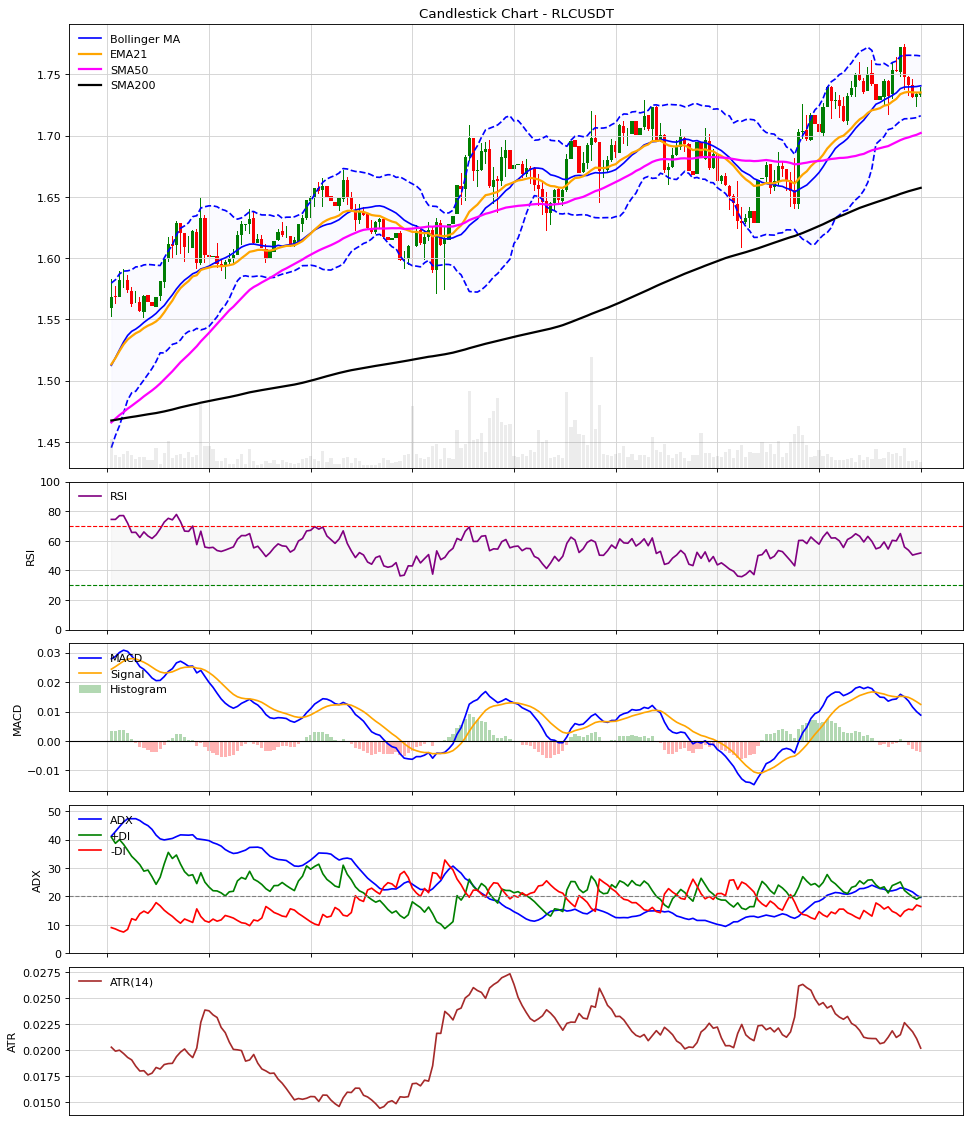 Candlestick Chart - RLCUSDT
Bollinger MA
EMA21
SMA50
SMA200
1.75
1.70
1.65
1.60
1.55
1.50
1.45
RSI
RSI
100
80
60
40
20
0
MACD
Signal
Histogram
MACD
0.03
0.02
0.01
0.00
−0.01
ADX
+DI
-DI
ADX
50
40
30
20
10
0
ATR(14)
ATR
0.0275
0.0250
0.0225
0.0200
0.0175
0.0150